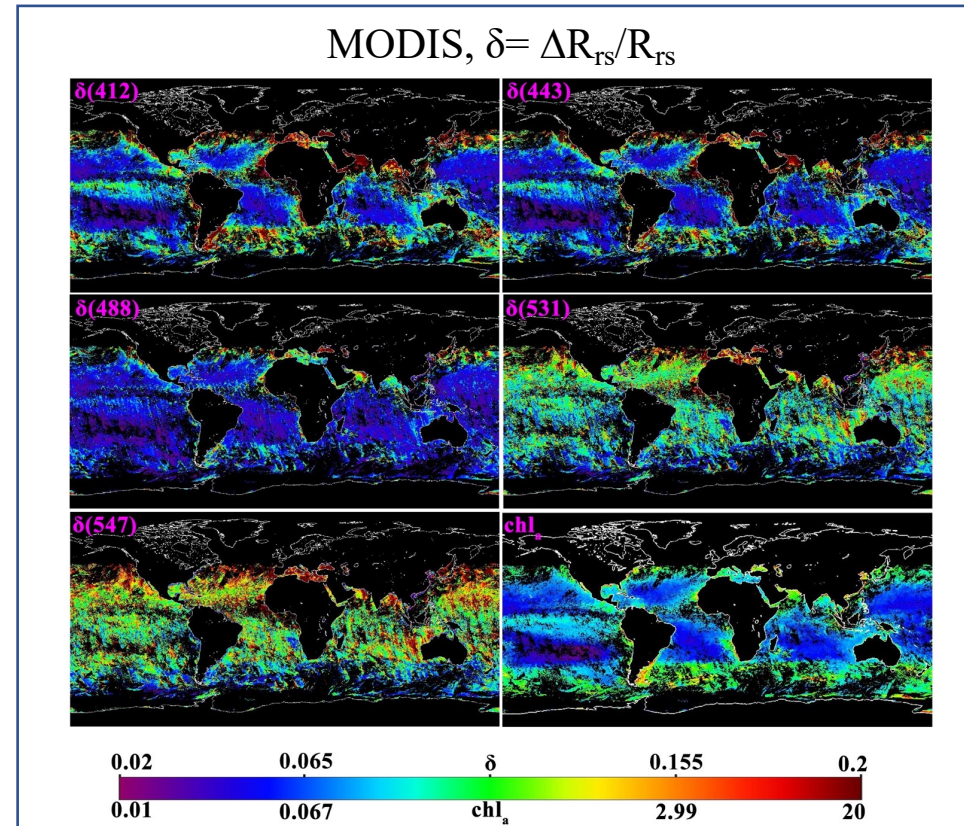 MODIS, δ= ΔRrs/Rrs
δ(412) δ(443)
δ(488) δ(531)
δ(547) chla
0.02 0.065 δ 0.155 0.2
0.01 0.067 chla 2.99 20